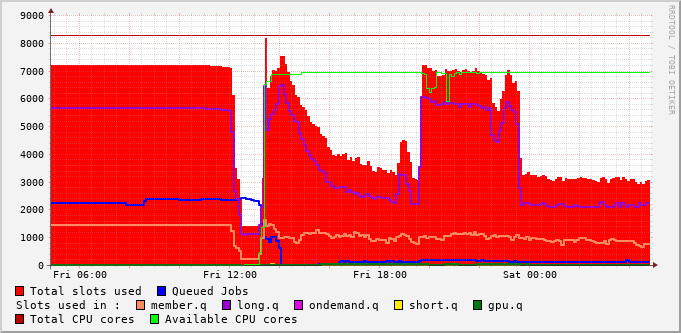 9000
8000
7000
6000
5000
4000
3000
2000
1000
0
Fri 06:00 Fri 12:00 Fri 18:00 Sat 00:00
RRDTOOL / TOBI OETIKER
Total slots used Queued Jobs
Slots used in : member.q long.q ondemand.q short.q gpu.q
Total CPU cores Available CPU cores